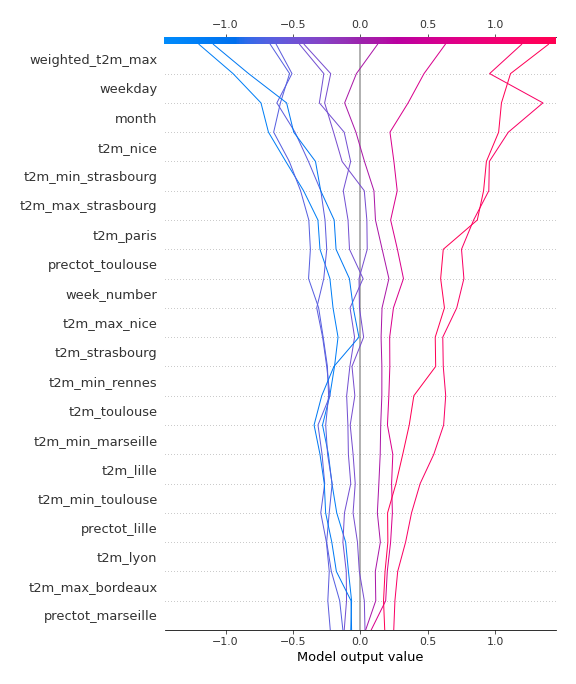 −1.0 −0.5 0.0 0.5 1.0
weighted_t2m_max
weekday
month
t2m_nice
t2m_min_strasbourg
t2m_max_strasbourg
t2m_paris
prectot_toulouse
week_number
t2m_max_nice
t2m_strasbourg
t2m_min_rennes
t2m_toulouse
t2m_min_marseille
t2m_lille
t2m_min_toulouse
prectot_lille
t2m_lyon
t2m_max_bordeaux
prectot_marseille
−1.0 −0.5 0.0 0.5 1.0
Model output value